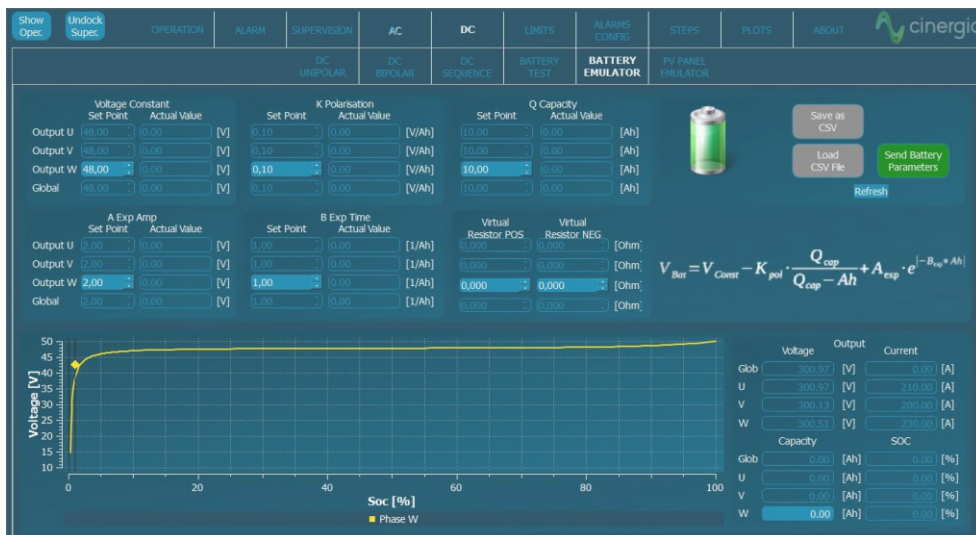 Show Oper.
Undock Super.
OPERATION
ALARM
SUPERVISION
AC
DC
LIMITS
ALARMS CONFIG
STEPS
PLOTS
ABOUT
cinergia
DC UNIPOLAR
DC BIPOLAR
DC SEQUENCE
BATTERY TEST
BATTERY EMULATOR
PV PANEL EMULATOR
Voltage Constant
Set Point Actual Value
Output U 48,00 0.00 [V]
Output V 48,00 0.00 [V]
Output W 48,00 0.00 [V]
Global 48,00 0.00 [V]
K Polarisation
Set Point Actual Value
0,10 0.00 [V/Ah]
0,10 0.00 [V/Ah]
0,10 0.00 [V/Ah]
0,10 0.00 [V/Ah]
Q Capacity
Set Point Actual Value
10,00 0.00 [Ah]
10,00 0.00 [Ah]
10,00 0.00 [Ah]
10,00 0.00 [Ah]
Save as CSV
Load CSV File
Send Battery Parameters
Refresh
A Exp Amp
Set Point Actual Value
Output U 2,00 0.00 [V]
Output V 2,00 0.00 [V]
Output W 2,00 0.00 [V]
Global 2,00 0.00 [V]
B Exp Time
Set Point Actual Value
1,00 0.00 [1/Ah]
1,00 0.00 [1/Ah]
1,00 0.00 [1/Ah]
1,00 0.00 [1/Ah]
Virtual Resistor POS
Virtual Resistor NEG
0,000 0,000 [Ohm]
0,000 0,000 [Ohm]
0,000 0,000 [Ohm]
0,000 0,000 [Ohm]
V Bat = V Const − K pol · Q cap / Q cap − Ah + A exp · e |−B exp * Ah|
Voltage [V]
50
45
40
35
30
25
20
15
10
0 20 40 60 80 100
Soc [%]
Phase W
Output
Voltage Current
Glob 300.97 [V] 0.00 [A]
U 300.97 [V] 210.00 [A]
V 300.13 [V] 200.00 [A]
W 300.51 [V] 230.00 [A]
Capacity SOC
Glob 0.00 [Ah] 0.00 [%]
U 0.00 [Ah] 0.00 [%]
V 0.00 [Ah] 0.00 [%]
W 0.00 [Ah] 0.00 [%]